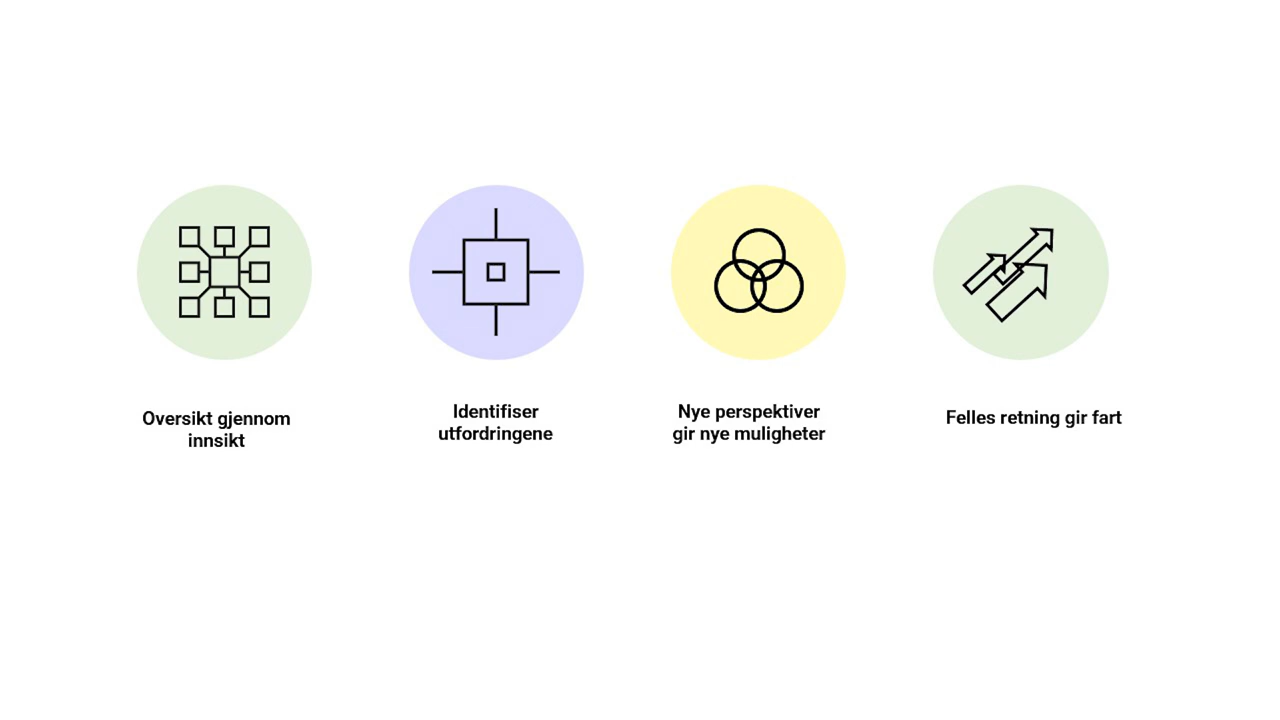 Oversikt gjennom
innsikt
Identifiser
utfordringene
Nye perspektiver
gir nye muligheter
Felles retning gir fart